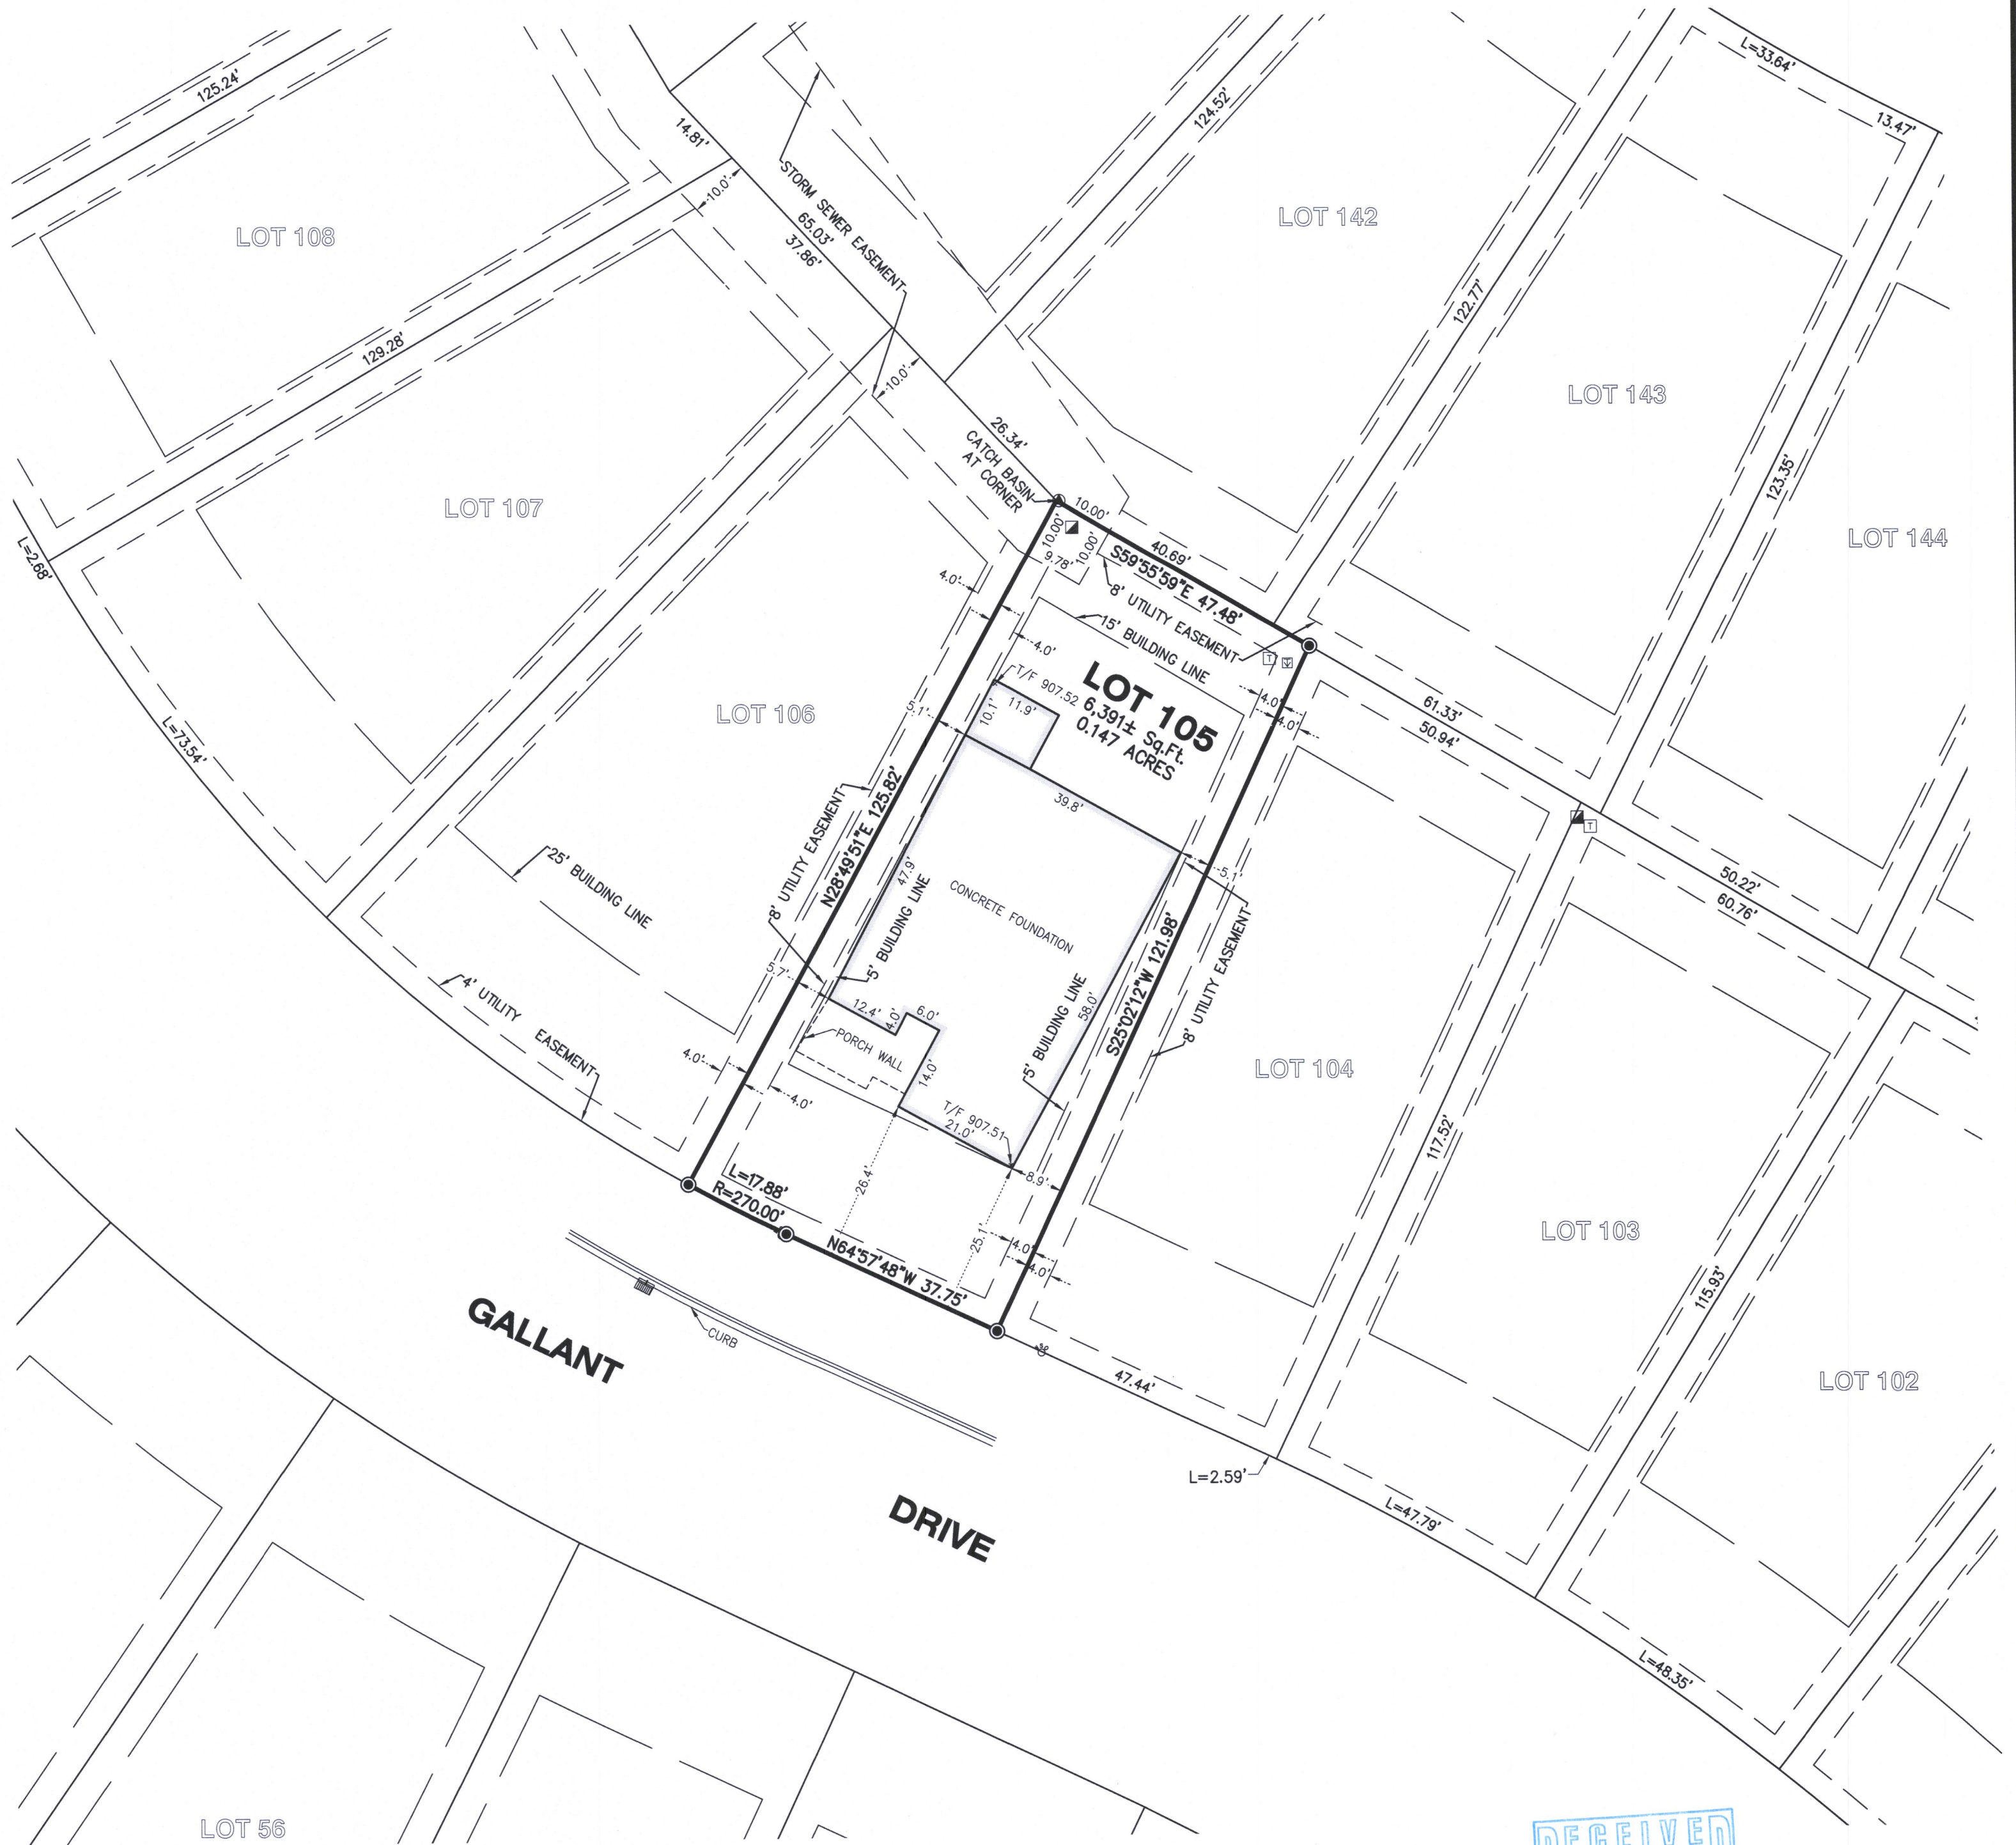 L=33.64'
13.47'
125.24'
14.81'
124.52'
10.0'
STORM SEWER EASEMENT
65.03'
37.86'
LOT 108
LOT 142
129.28'
122.77'
10.0'
LOT 143
26.34'
CATCH BASIN
AT CORNER
123.35'
LOT 107
LOT 144
L=2.68'
10.00'
10.00'
10.00'
9.78'
40.69'
S59°55'59"E 47.48'
8' UTILITY EASEMENT
15' BUILDING LINE
4.0'
4.0'
T/F 907.52
11.9'
10.1'
5.1'
LOT 105
6,391± Sq.Ft.
0.147 ACRES
4.0'
4.0'
61.33'
50.94'
LOT 106
L=73.54'
39.8'
8' UTILITY EASEMENT
N28°49'51"E 125.82'
47.9'
5' BUILDING LINE
CONCRETE FOUNDATION
5.1'
25' BUILDING LINE
50.22'
60.76'
S25°02'12"W 121.98'
8' UTILITY EASEMENT
5' BUILDING LINE
58.0'
4' UTILITY EASEMENT
5.7'
12.4'
4.0'
6.0'
PORCH WALL
14.0'
4.0'
4.0'
T/F 907.51
21.0'
LOT 104
117.52'
L=17.88'
R=270.00'
26.4'
8.9'
25.1'
4.0'
4.0'
N64°57'48"W 37.75'
LOT 103
115.93'
GALLANT
CURB
47.44'
LOT 102
L=2.59'
DRIVE
L=47.79'
L=48.35'
LOT 56
T
T
RECEIVED